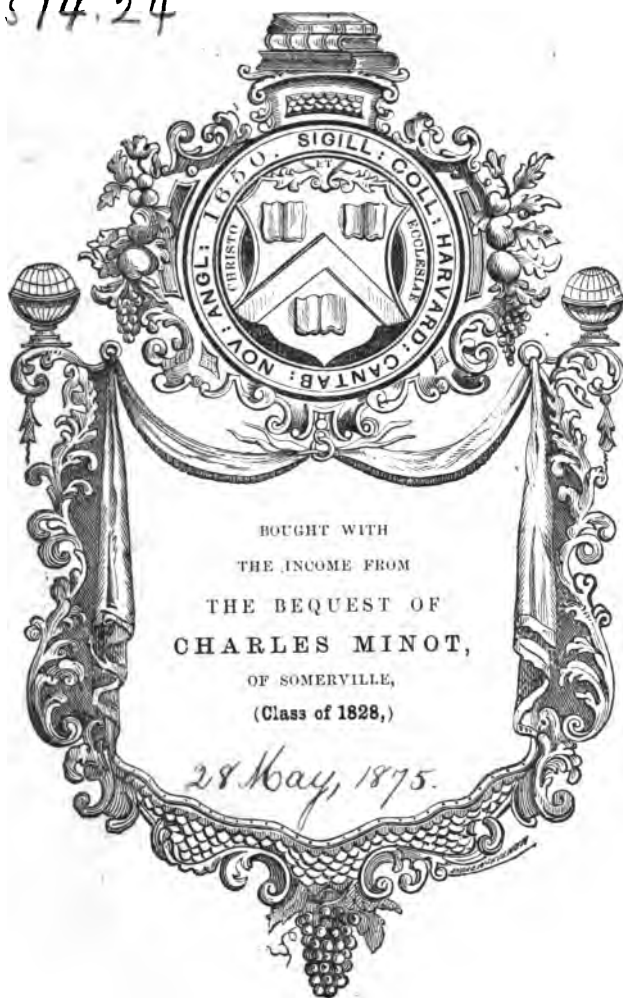 14.24
SIGILL: COLL: HARVARD: CANTAB: NOV: ANGL: 1650.
ET
CHRISTO
ECCLESIAE
BOUGHT WITH
THE INCOME FROM
THE BEQUEST OF
CHARLES MINOT,
OF SOMERVILLE,
(Class of 1828,)
28 May, 1875.